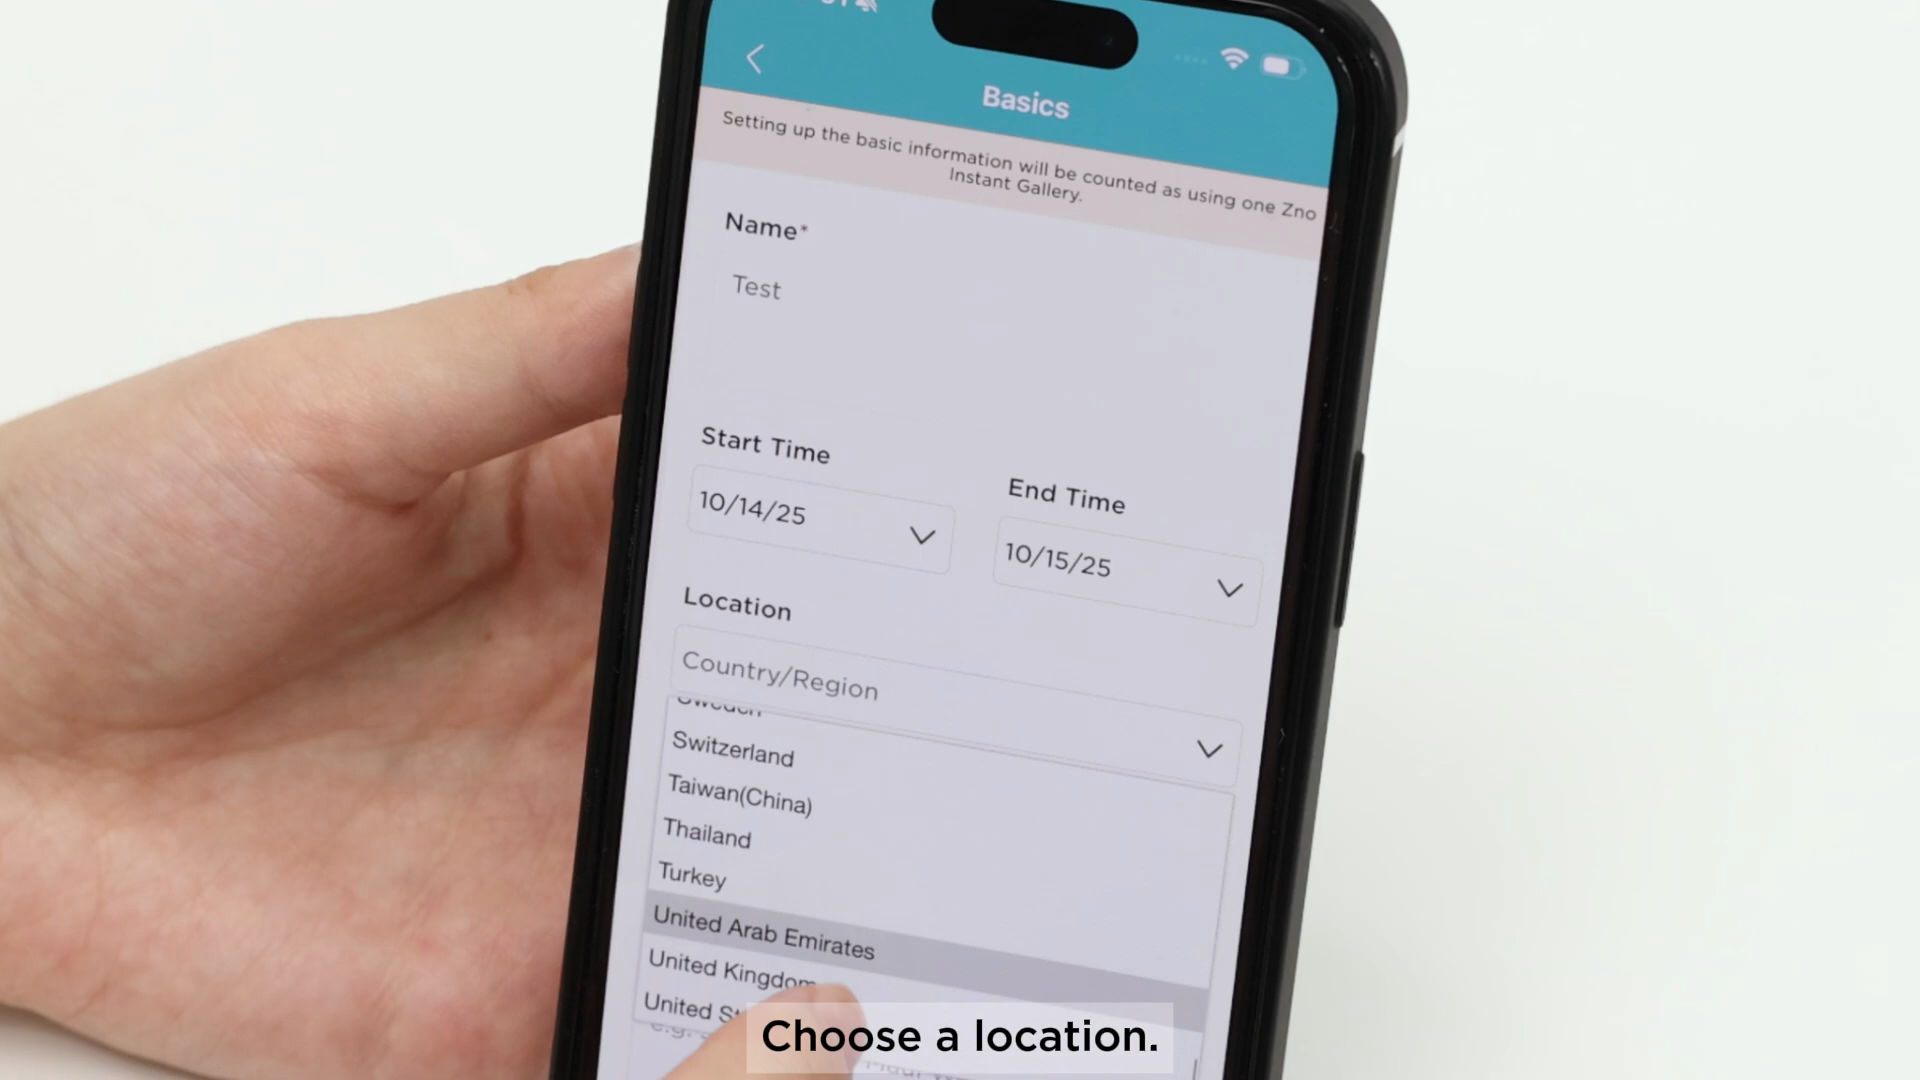 Basics
Setting up the basic information will be counted as using one Zno
Instant Gallery.
Name*
Test
Start Time
End Time
10/14/25
10/15/25
Location
Country/Region
Sweden
Switzerland
Taiwan(China)
Thailand
Turkey
United Arab Emirates
United Kingdom
United
e.g.
Choose a location.